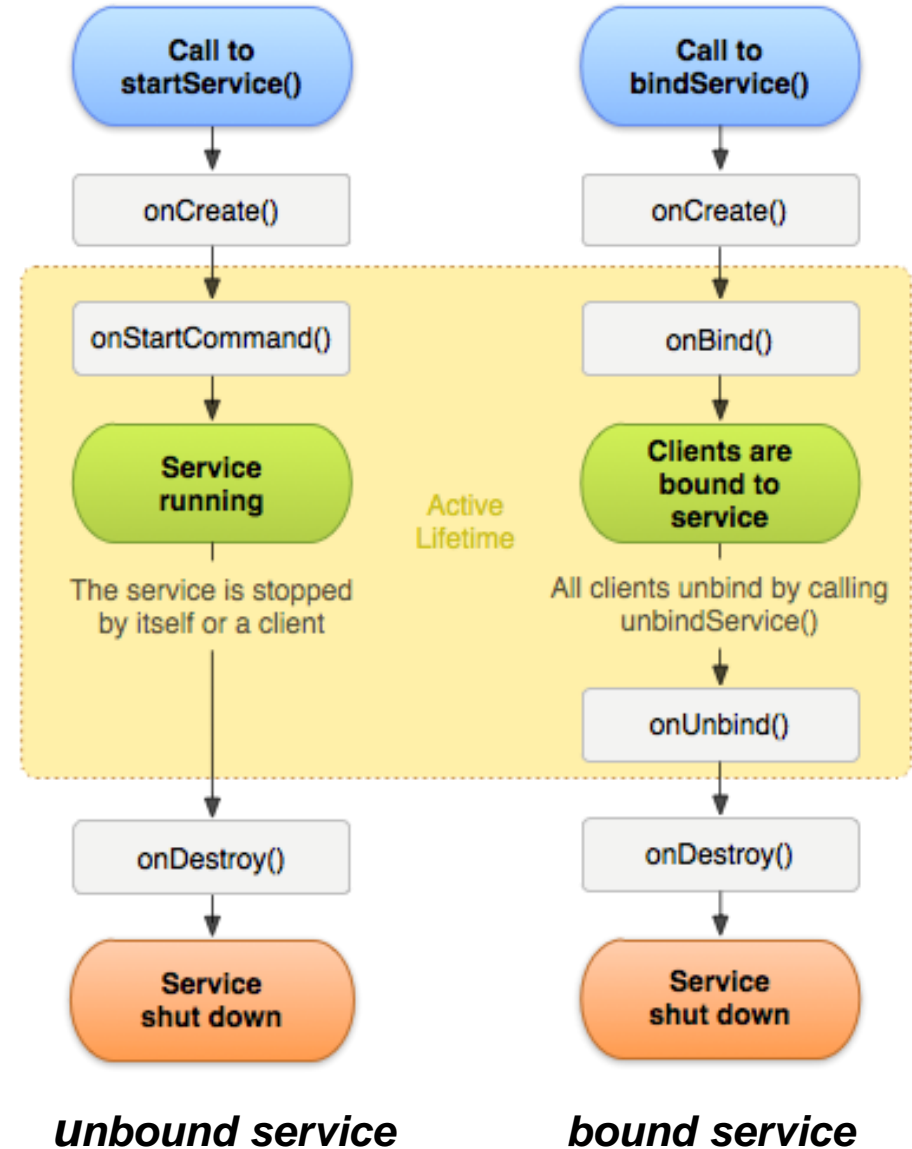 Call to
startService()
onCreate()
onStartCommand()
Service
running
The service is stopped
by itself or a client
onDestroy()
Service
shut down
unbound service
Active
Lifetime
Call to
bindService()
onCreate()
onBind()
Clients are
bound to
service
All clients unbind by calling
unbindService()
onUnbind()
onDestroy()
Service
shut down
bound service